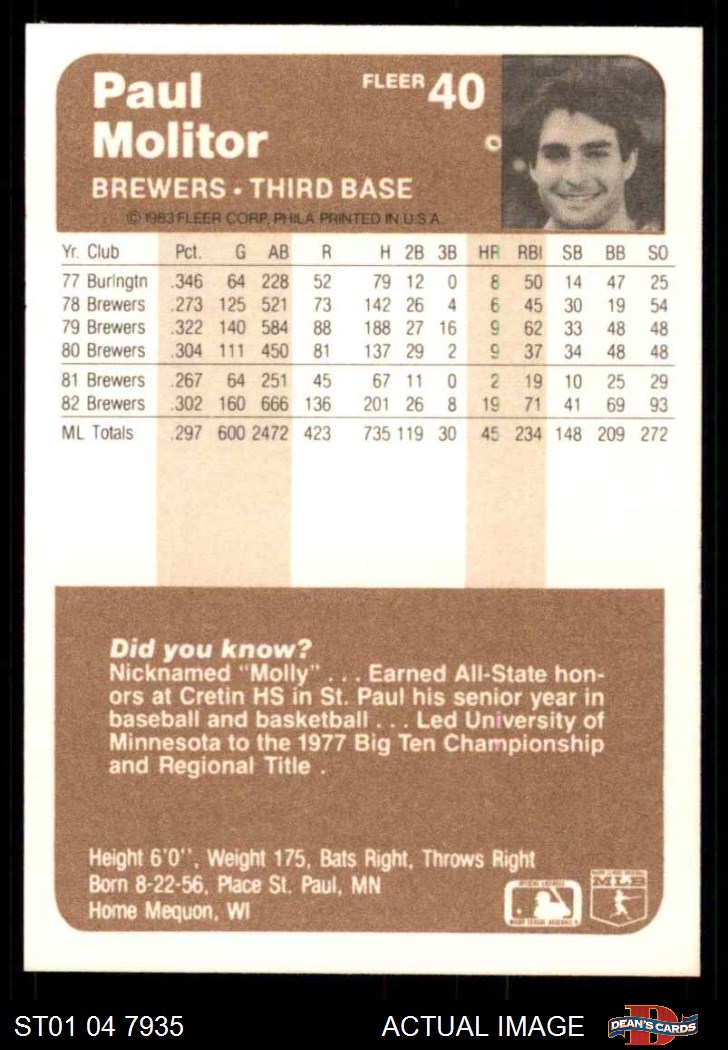 Paul
Molitor
FLEER 40
BREWERS • THIRD BASE
© 1983 FLEER CORP, PHILA PRINTED IN U.S.A.
Yr. Club Pct. G AB R H 2B 3B HR RBI SB BB SO
77 Burlngtn .346 64 228 52 79 12 0 8 50 14 47 25
78 Brewers .273 125 521 73 142 26 4 6 45 30 19 54
79 Brewers .322 140 584 88 188 27 16 9 62 33 48 48
80 Brewers .304 111 450 81 137 29 2 9 37 34 48 48
81 Brewers .267 64 251 45 67 11 0 2 19 10 25 29
82 Brewers .302 160 666 136 201 26 8 19 71 41 69 93
ML Totals .297 600 2472 423 735 119 30 45 234 148 209 272
Did you know?
Nicknamed "Molly" . . . Earned All-State hon-
ors at Cretin HS in St. Paul his senior year in
baseball and basketball . . . Led University of
Minnesota to the 1977 Big Ten Championship
and Regional Title .
Height 6'0'', Weight 175, Bats Right, Throws Right
Born 8-22-56, Place St. Paul, MN
Home Mequon, WI
MLB
ST01 04 7935
ACTUAL IMAGE
DEAN'S CARDS